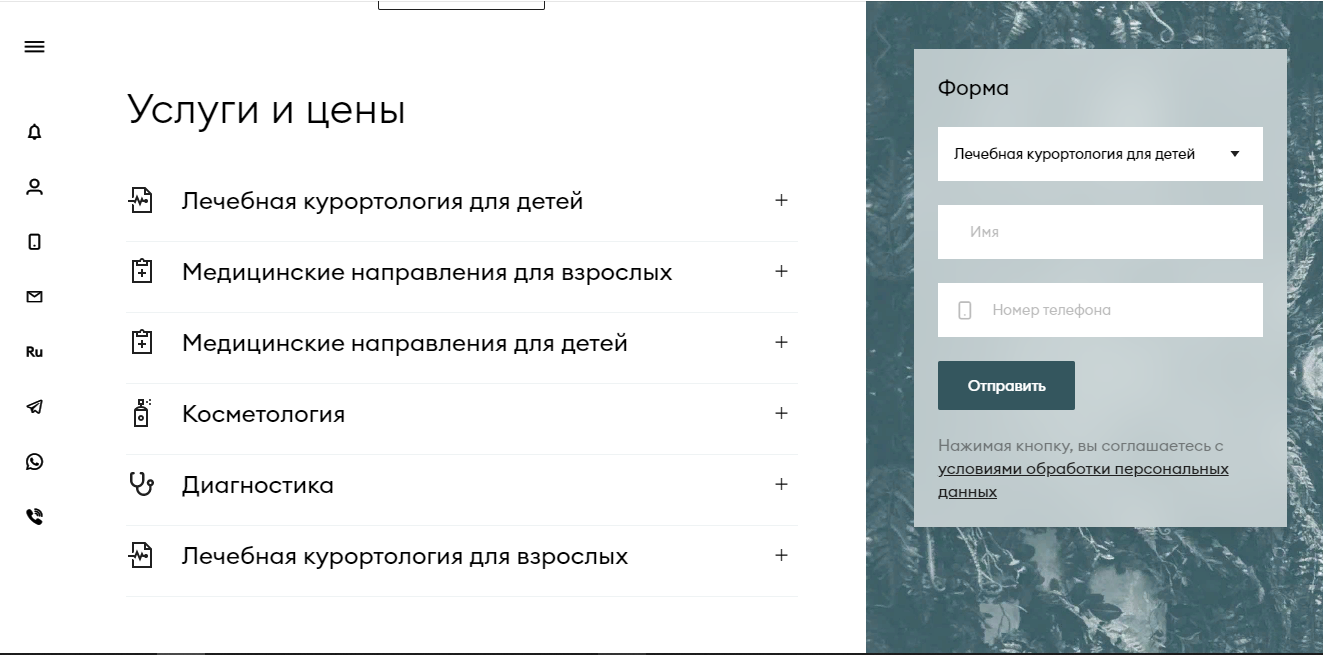 Ru
Услуги и цены
Лечебная курортология для детей
Медицинские направления для взрослых
Медицинские направления для детей
Косметология
Диагностика
Лечебная курортология для взрослых
Форма
Лечебная курортология для детей
Имя
Номер телефона
Отправить
Нажимая кнопку, вы соглашаетесь с
условиями обработки персональных
данных